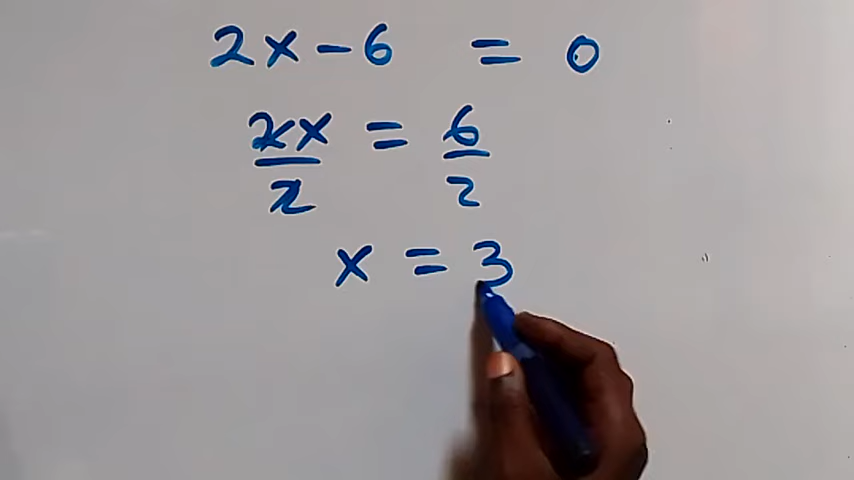 2x - 6 = 0
2x/2 = 6/2
x = 3